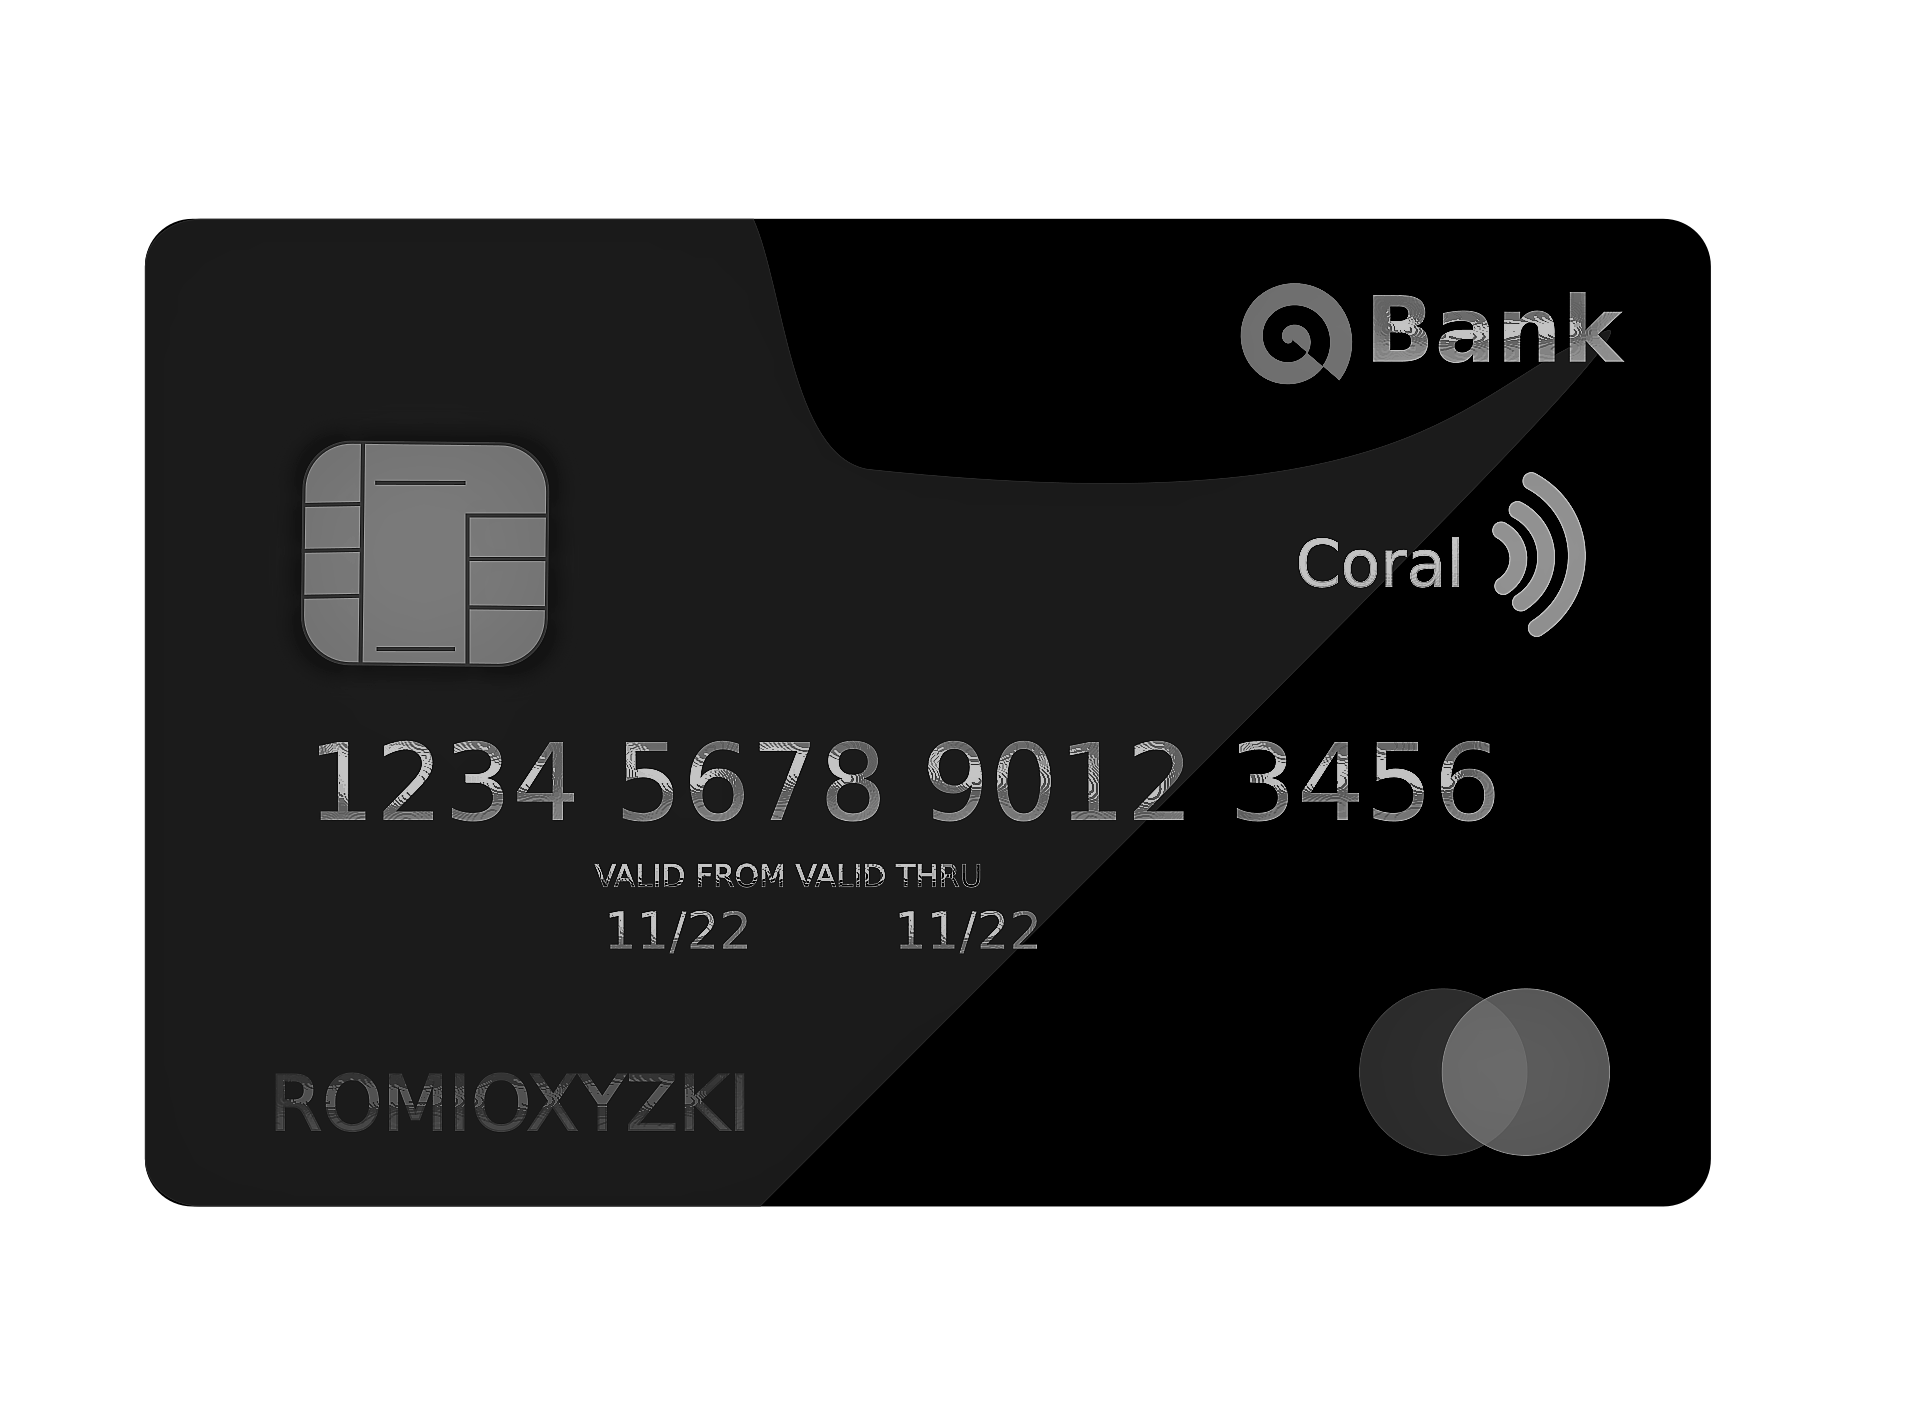 Bank
Coral
1234 5678 9012 3456
VALID FROM VALID THRU
11/22 11/22
ROMIOXYZKI